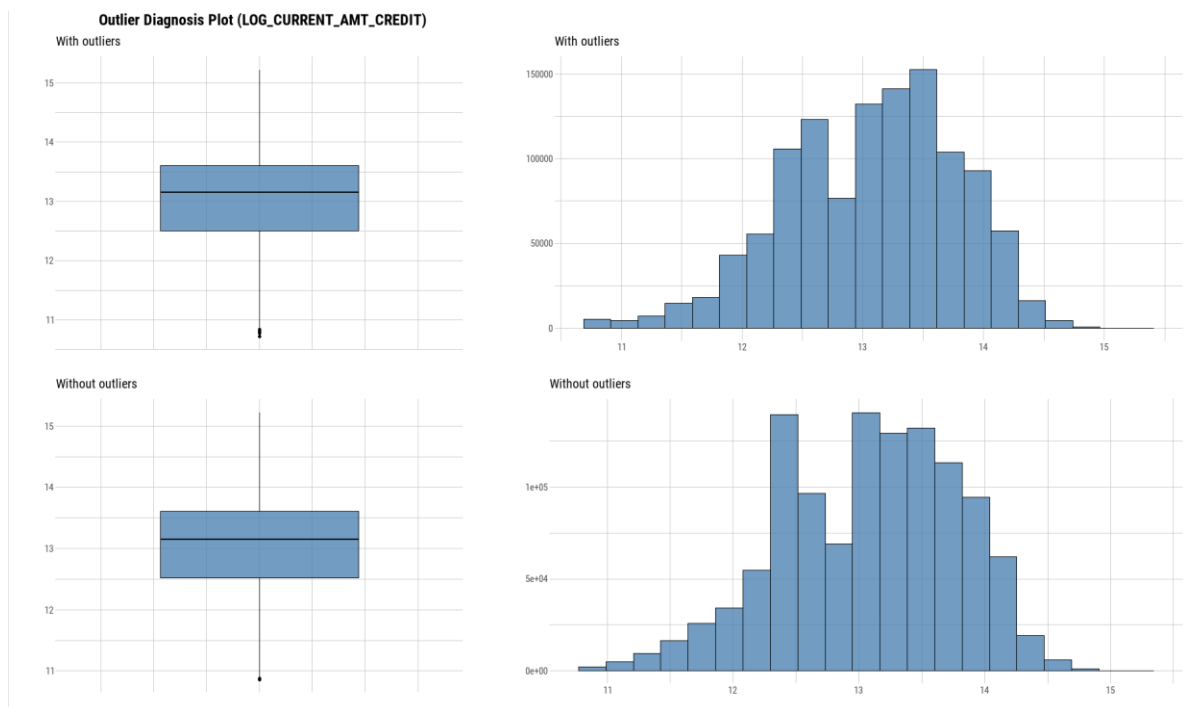 Outlier Diagnosis Plot (LOG_CURRENT_AMT_CREDIT)
With outliers
15
14
13
12
11
With outliers
150000
100000
50000
0
11 12 13 14 15
Without outliers
15
14
13
12
11
Without outliers
1e+05
5e+04
0e+00
11 12 13 14 15